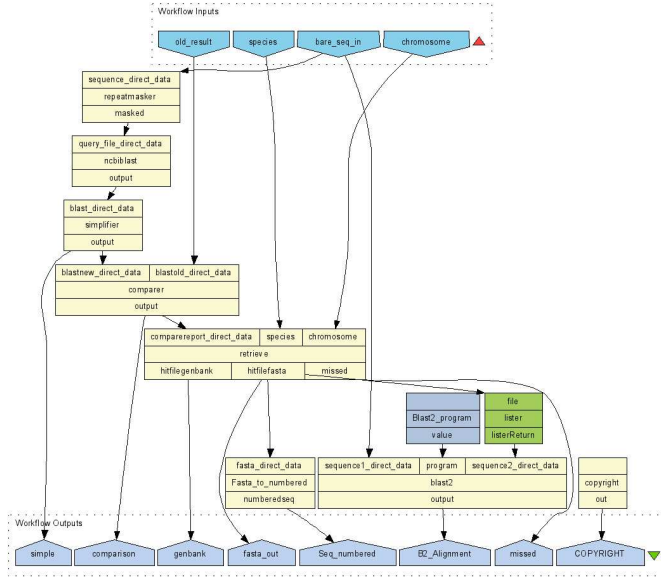 Workflow Inputs
old_result species bare_seq_in chromosome
sequence_direct_data
repeatmasker
masked
query_file_direct_data
ncbiblast
output
blast_direct_data
simplifier
output
blastnew_direct_data blastold_direct_data
comparer
output
comparereport_direct_data species chromosome
retrieve
hitfilegenbank hitfilefasta missed
Blast2_program
value
file
lister
listerReturn
fasta_direct_data
Fasta_to_numbered
numberedseq
sequence1_direct_data program sequence2_direct_data
blast2
output
copyright
out
Workflow Outputs
simple comparison genbank fasta_out Seq_numbered B2_Alignment missed COPYRIGHT